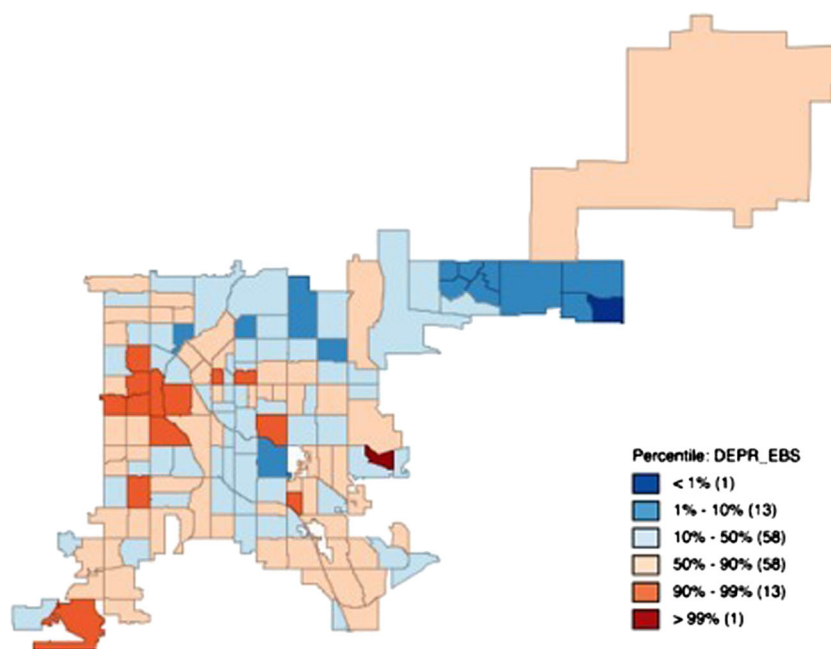 Percentile: DEPR_EBS
< 1% (1)
1% - 10% (13)
10% - 50% (58)
50% - 90% (58)
90% - 99% (13)
> 99% (1)